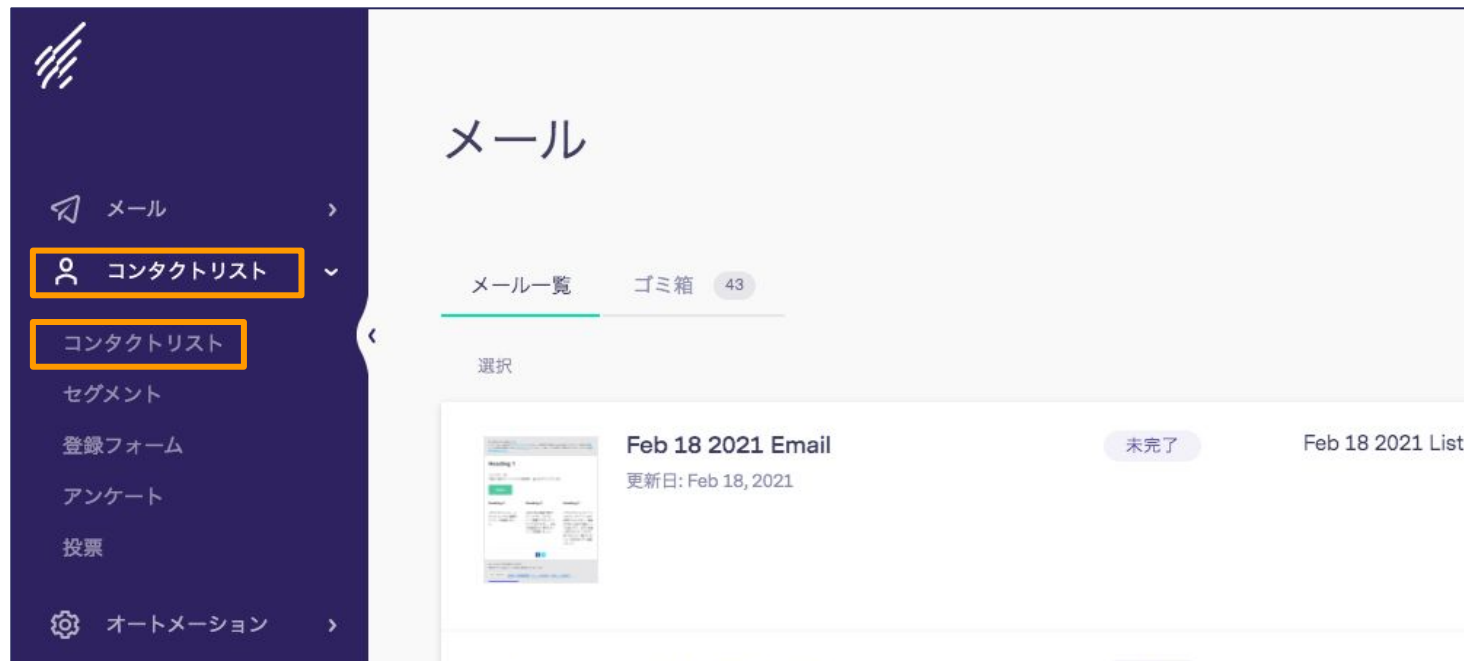 メール
コンタクトリスト
コンタクトリスト
セグメント
登録フォーム
アンケート
投票
オートメーション
メール
メール一覧
ゴミ箱 43
選択
Feb 18 2021 Email
更新日: Feb 18, 2021
未完了
Feb 18 2021 List
Heading 1